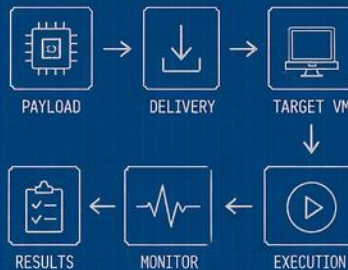 PAYLOAD
DELIVERY
TARGET VM
RESULTS
MONITOR
EXECUTION